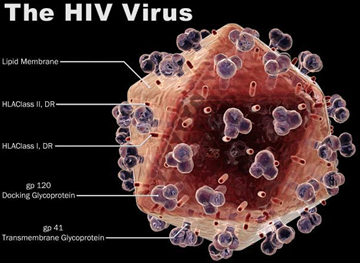 The HIV Virus
Lipid Membrane
HLAClass II, DR
HLAClass I, DR
gp 120
Docking Glycoprotein
gp 41
Transmembrane Glycoprotein